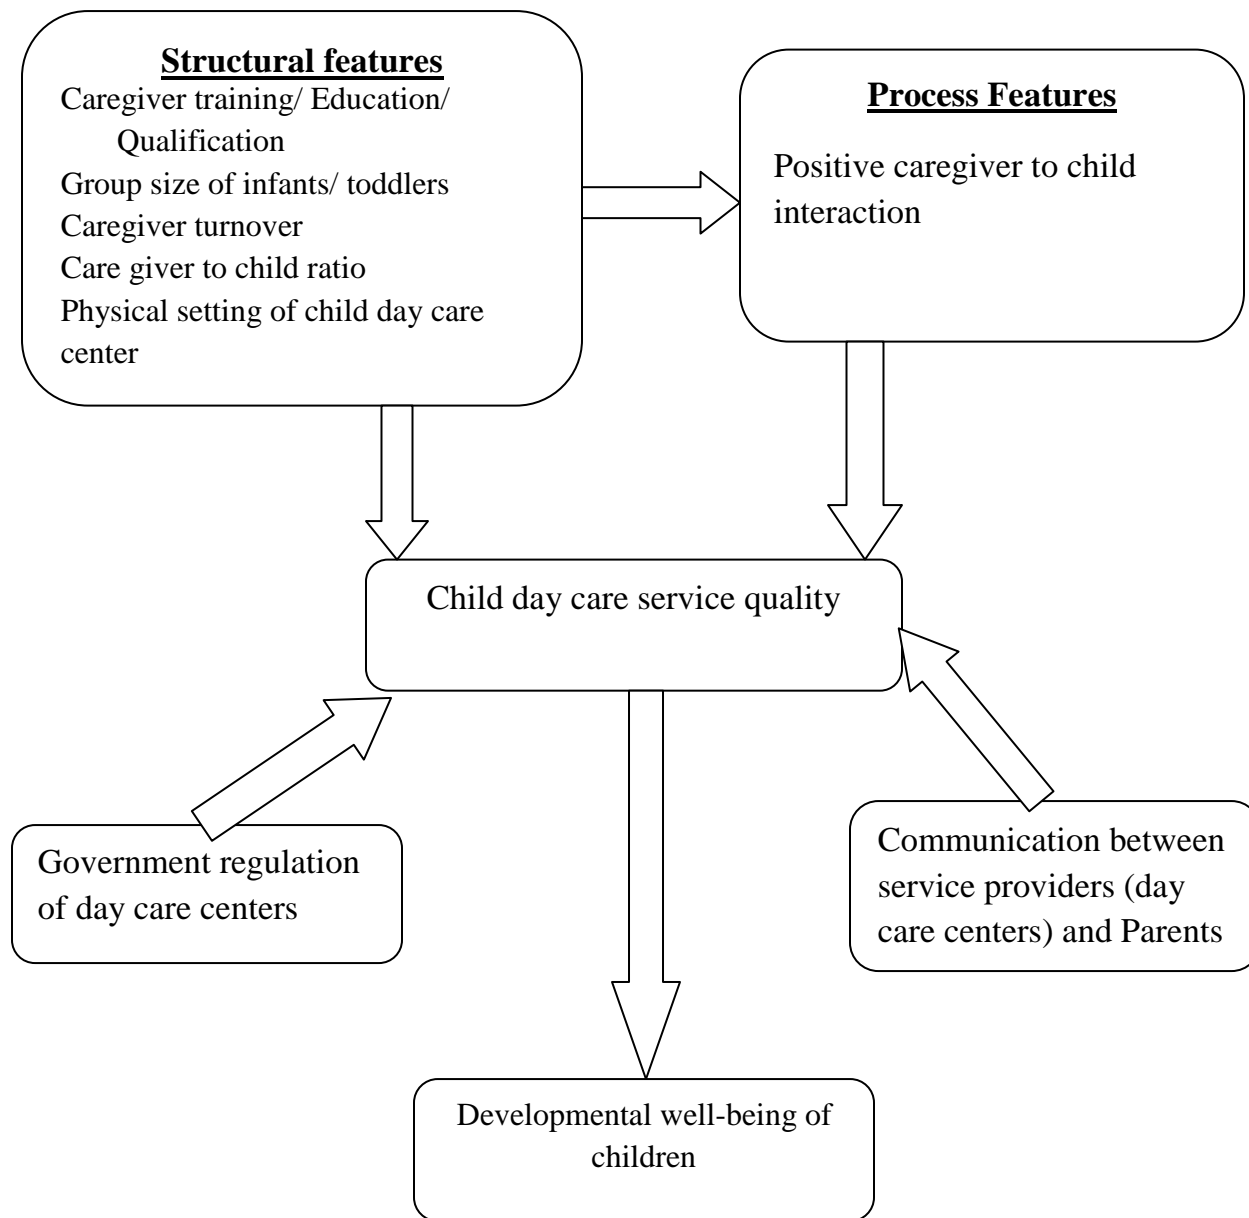 Structural features
Caregiver training/ Education/
Qualification
Group size of infants/ toddlers
Caregiver turnover
Care giver to child ratio
Physical setting of child day care
center
Process Features
Positive caregiver to child
interaction
Child day care service quality
Government regulation
of day care centers
Communication between
service providers (day
care centers) and Parents
Developmental well-being of
children